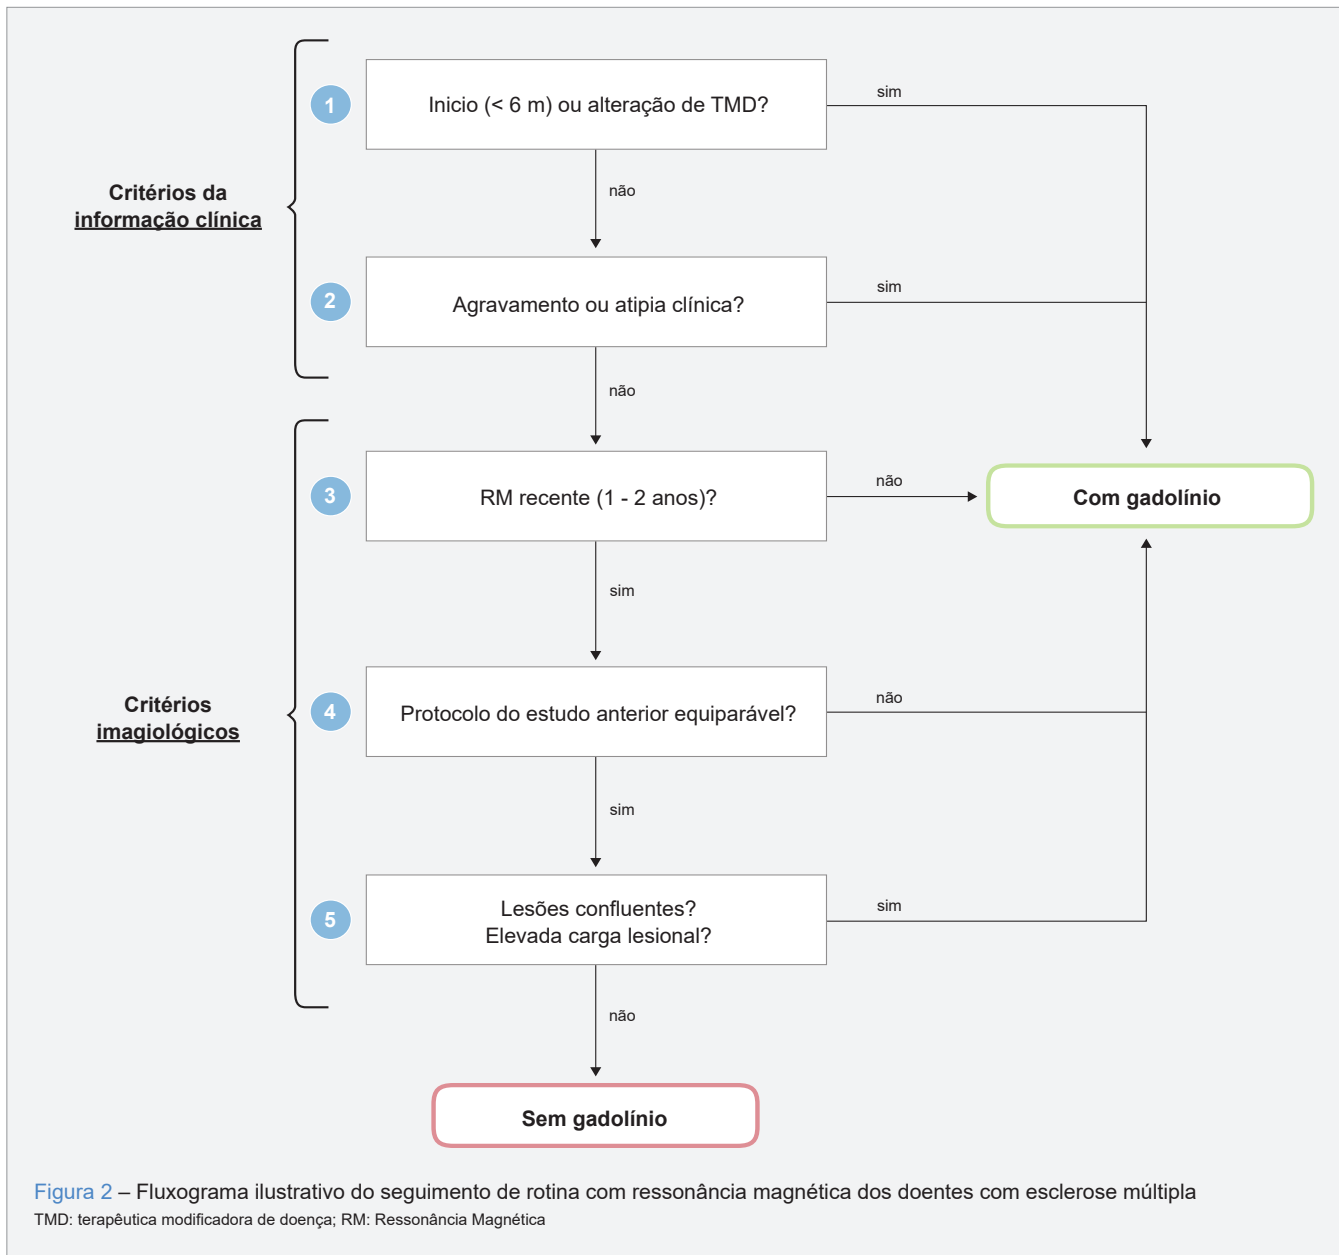 1
Inicio (< 6 m) ou alteração de TMD?
sim
não
Critérios da
informação clínica
2
Agravamento ou atipia clínica?
sim
não
3
RM recente (1 - 2 anos)?
não
Com gadolínio
sim
Critérios
imagiológicos
4
Protocolo do estudo anterior equiparável?
não
sim
5
Lesões confluentes?
Elevada carga lesional?
sim
não
Sem gadolínio
Figura 2 – Fluxograma ilustrativo do seguimento de rotina com ressonância magnética dos doentes com esclerose múltipla
TMD: terapêutica modificadora de doença; RM: Ressonância Magnética